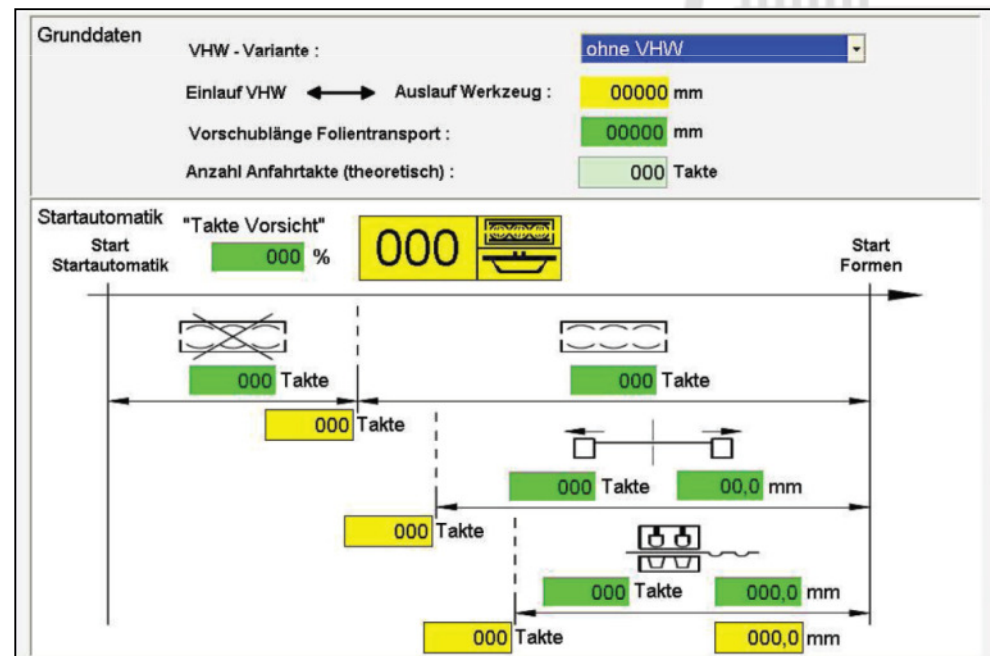 Grunddaten
VHW - Variante : ohne VHW
Einlauf VHW Auslauf Werkzeug : 00000 mm
Vorschublänge Folientransport : 00000 mm
Anzahl Anfahrtakte (theoretisch) : 000 Takte
Startautomatik "Takte Vorsicht"
Start
Startautomatik
000 %
000
Start
Formen
000 Takte
000 Takte
000 Takte
000 Takte 00,0 mm
000 Takte
000 Takte 000,0 mm
000 Takte 000,0 mm